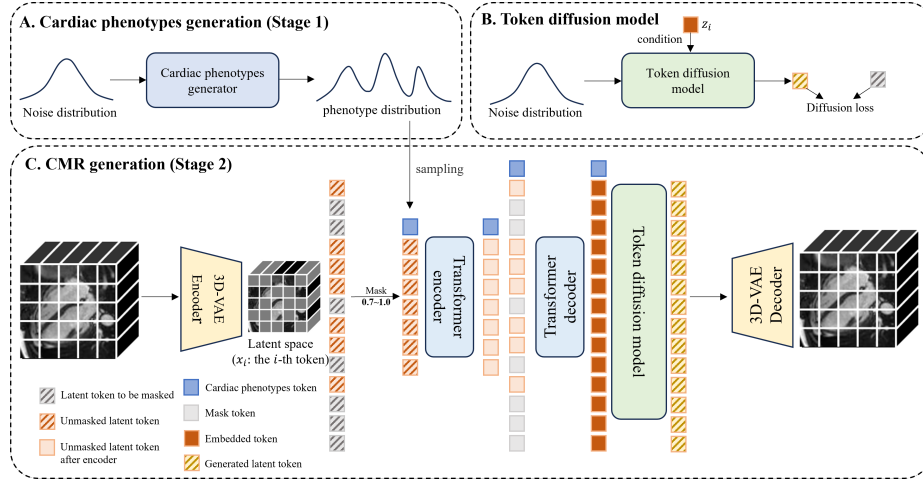 A. Cardiac phenotypes generation (Stage 1)
Noise distribution
Cardiac phenotypes
generator
phenotype distribution
B. Token diffusion model
condition
z_i
Noise distribution
Token diffusion
model
Diffusion loss
C. CMR generation (Stage 2)
sampling
3D-VAE
Encoder
Latent space
(x_i: the i-th token)
Mask
0.7–1.0
Transformer
encoder
Transformer
decoder
Token diffusion model
3D-VAE
Decoder
Latent token to be masked
Unmasked latent token
Unmasked latent token
after encoder
Cardiac phenotypes token
Mask token
Embedded token
Generated latent token